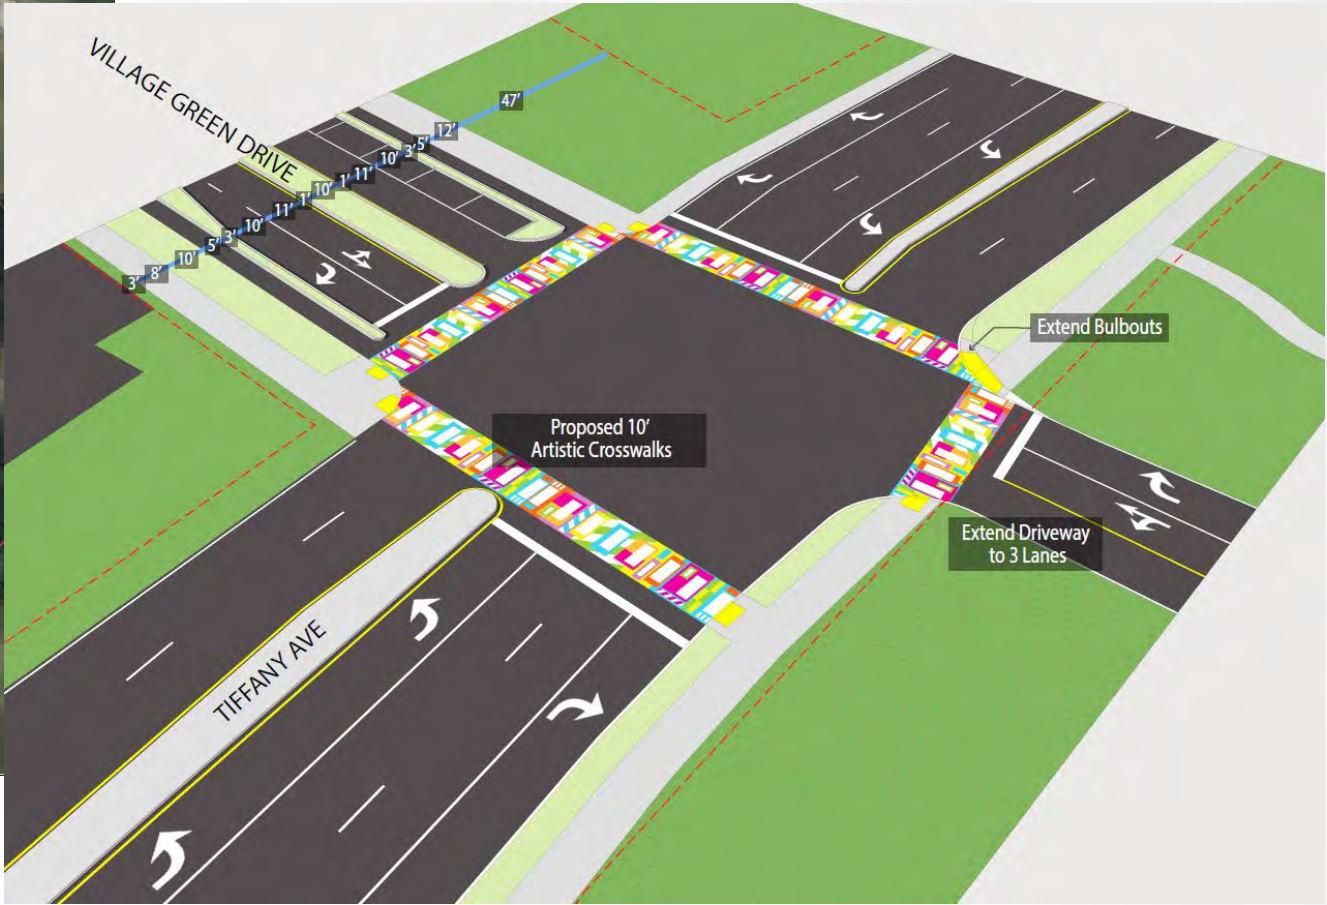 VILLAGE GREEN DRIVE
47'
12'
5'
3'
10'
11'
1'
10'
1'
11'
10'
3'
5'
10'
8'
3'
Extend Bulbouts
Proposed 10'
Artistic Crosswalks
Extend Driveway
to 3 Lanes
TIFFANY AVE